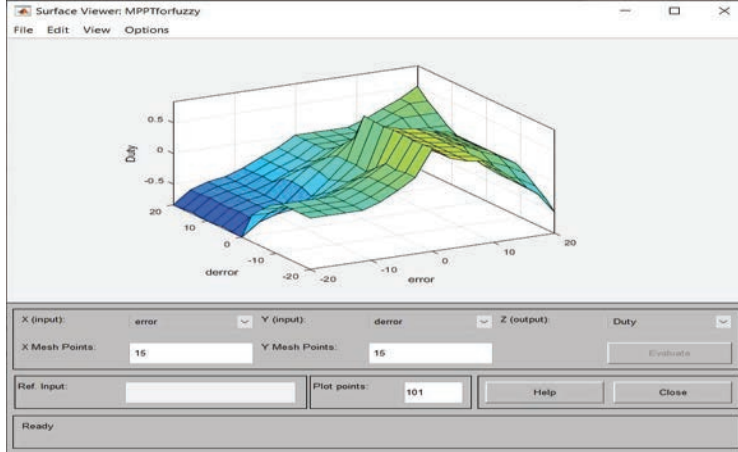 Surface Viewer: MPPTforfuzzy
File Edit View Options
0.5
0
-0.5
Duty
20
10
0
-10
-20
derror
-20
-10
0
10
20
error
X (input): error Y (input): derror Z (output): Duty
X Mesh Points: 15 Y Mesh Points: 15 Evaluate
Ref. Input: Plot points: 101 Help Close
Ready